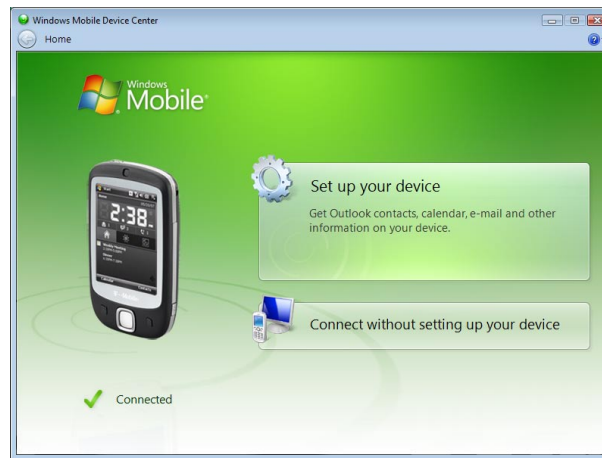 Windows Mobile Device Center
Home
Windows
Mobile®
2:38
Set up your device
Get Outlook contacts, calendar, e-mail and other
information on your device.
Connect without setting up your device
Connected